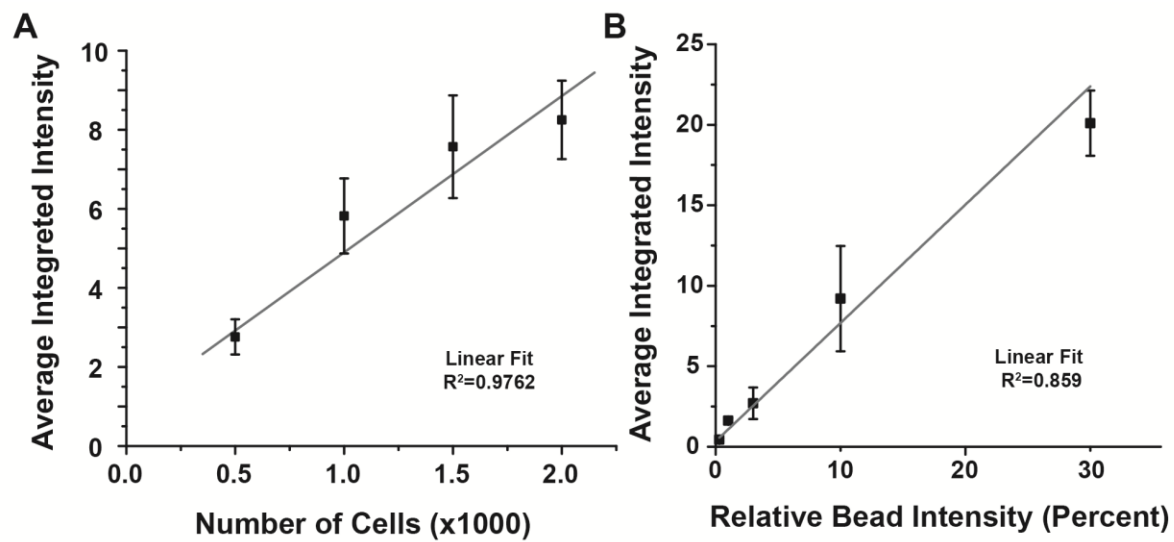 A
Average Integreted Intensity
10
8
6
4
2
0
0.0 0.5 1.0 1.5 2.0
Number of Cells (x1000)
Linear Fit
R²=0.9762
B
Average Integrated Intensity
25
20
15
10
5
0
0 10 20 30
Relative Bead Intensity (Percent)
Linear Fit
R²=0.859